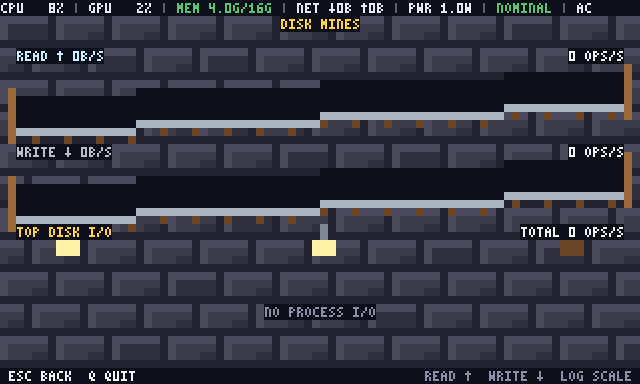 CPU 8% | GPU 2% | MEM 4.0G/16G | NET ↓0B ↑0B | PWR 1.0W | NOMINAL | AC
DISK MINES
READ ↑ 0B/S 0 OPS/S
WRITE ↓ 0B/S 0 OPS/S
TOP DISK I/O TOTAL 0 OPS/S
NO PROCESS I/O
ESC BACK Q QUIT READ ↑ WRITE ↓ LOG SCALE